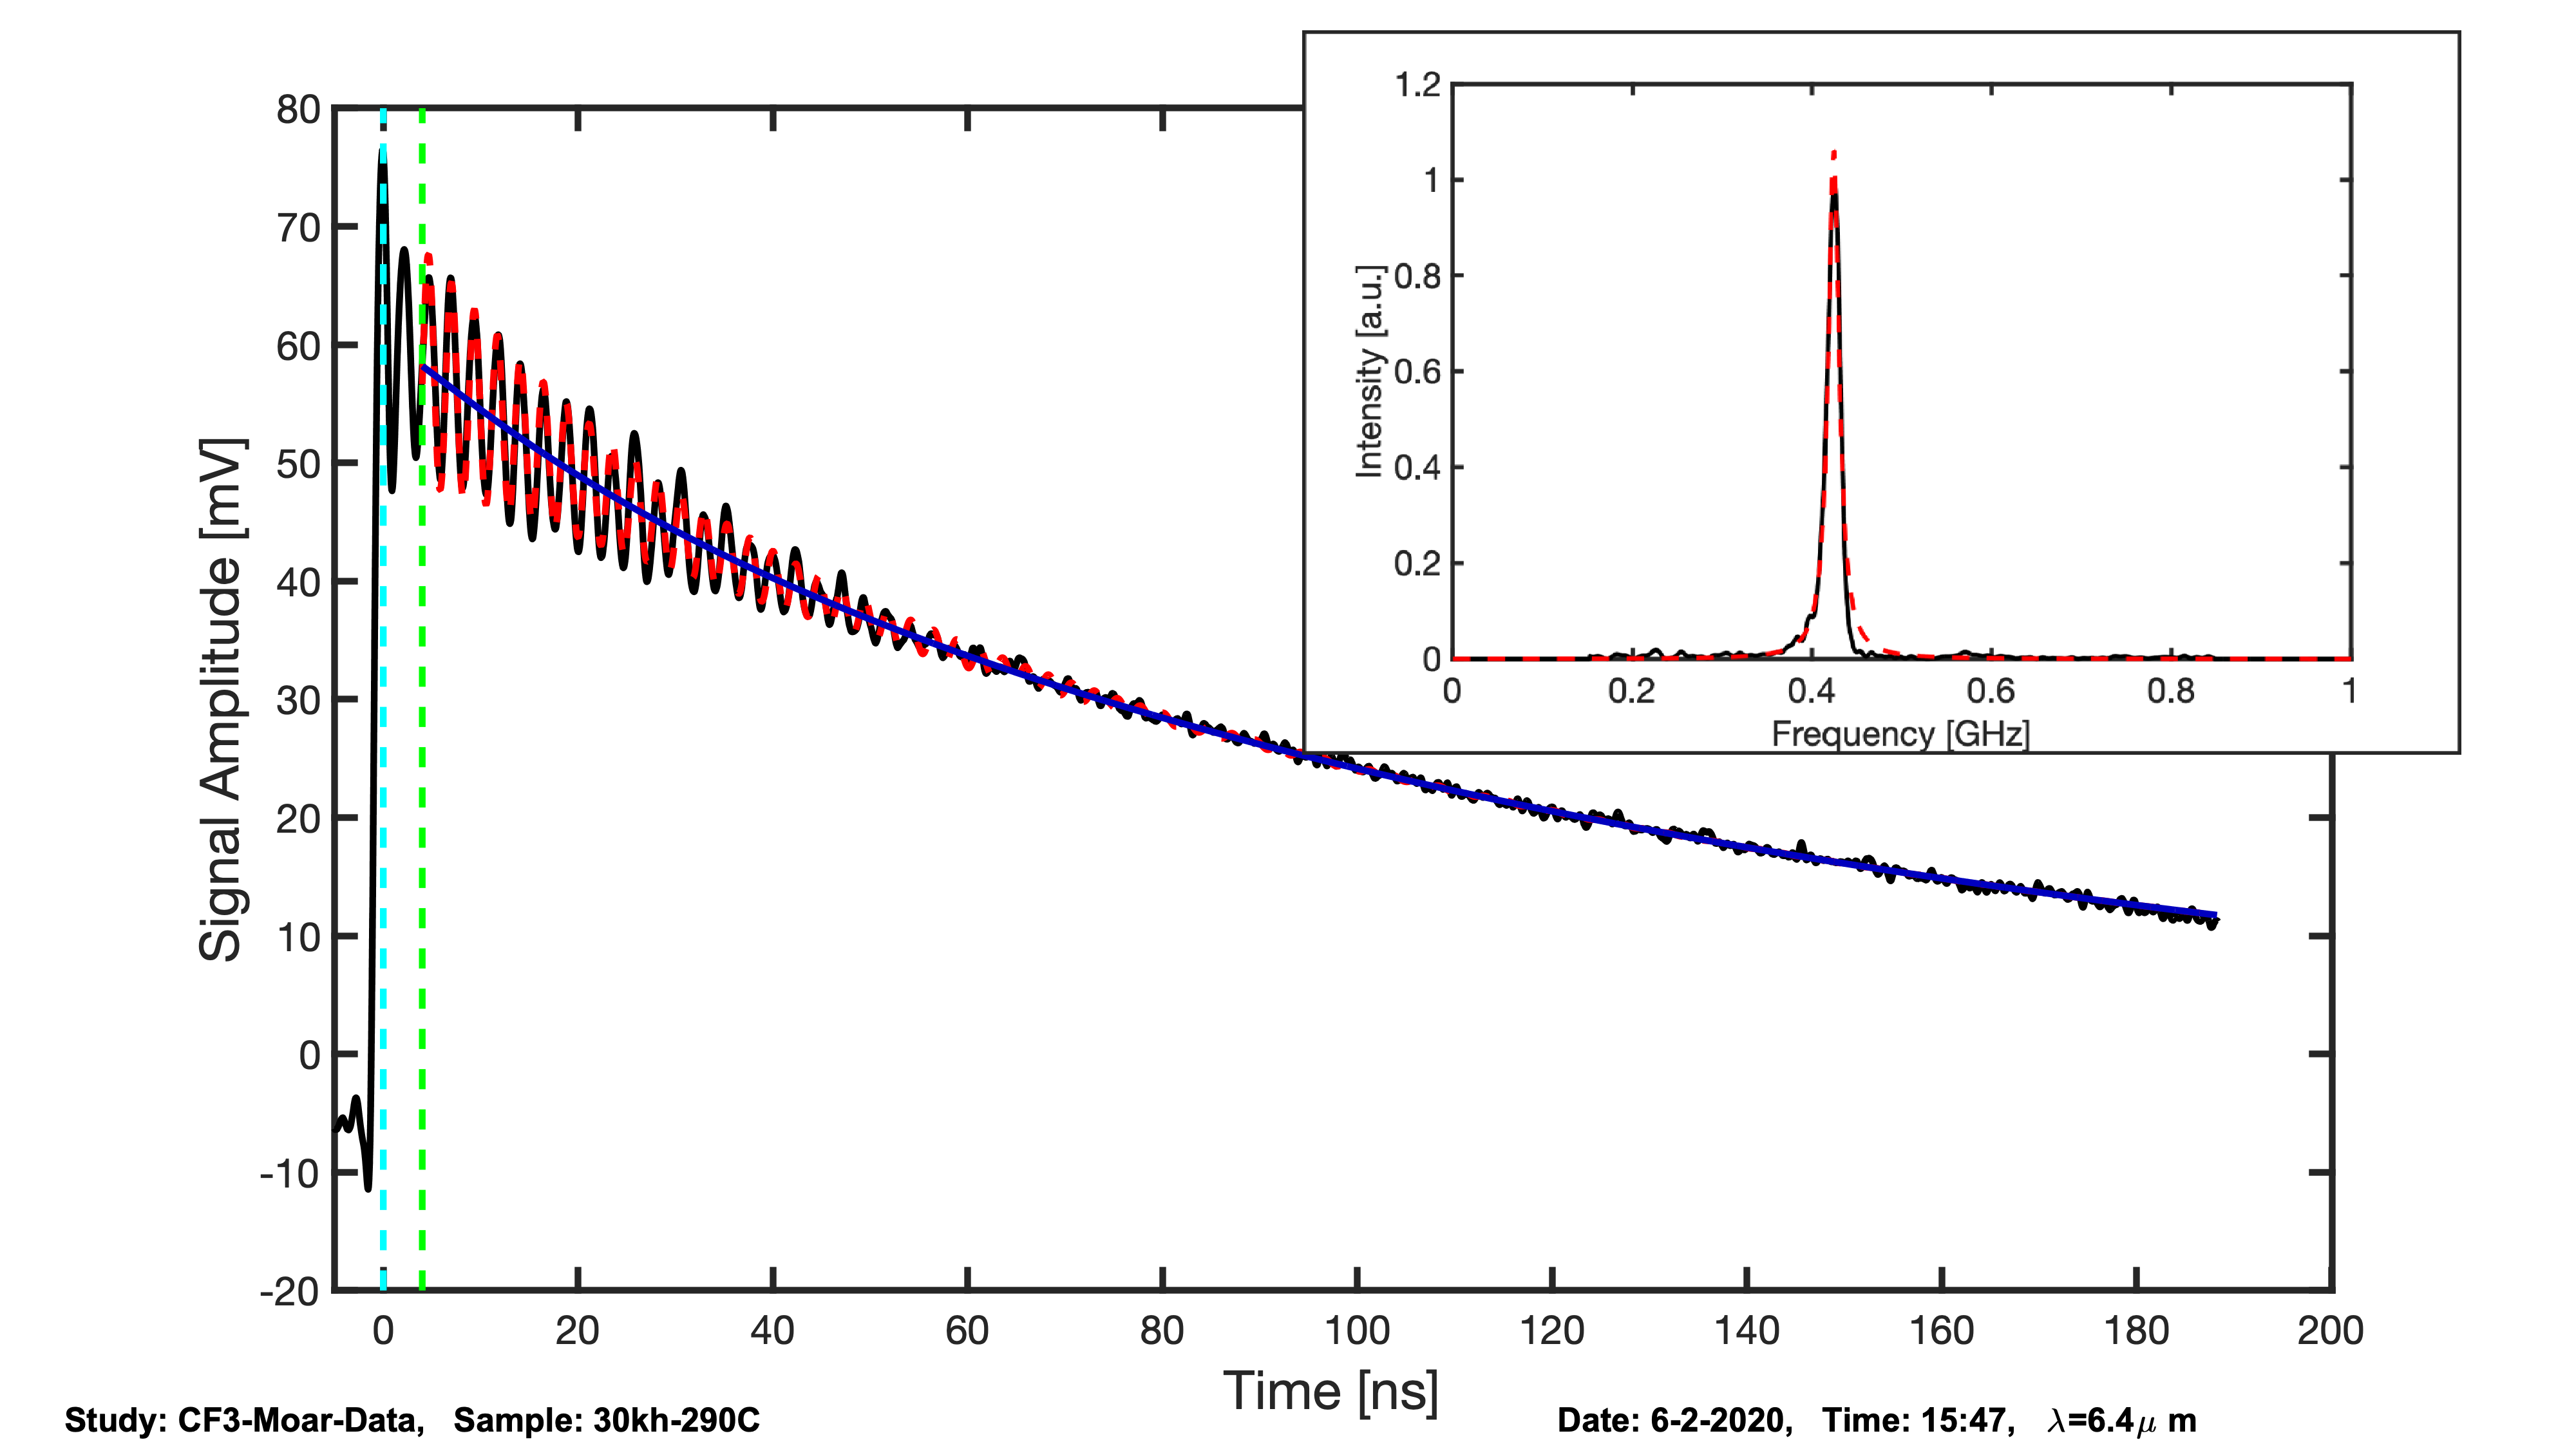 1.2
1
0.8
0.6
0.4
0.2
0
0 0.2 0.4 0.6 0.8 1
Intensity [a.u.]
Frequency [GHz]
80
70
60
50
40
30
20
10
0
-10
-20
Signal Amplitude [mV]
0 20 40 60 80 100 120 140 160 180 200
Time [ns]
Study: CF3-Moar-Data, Sample: 30kh-290C Date: 6-2-2020, Time: 15:47, λ=6.4μ m